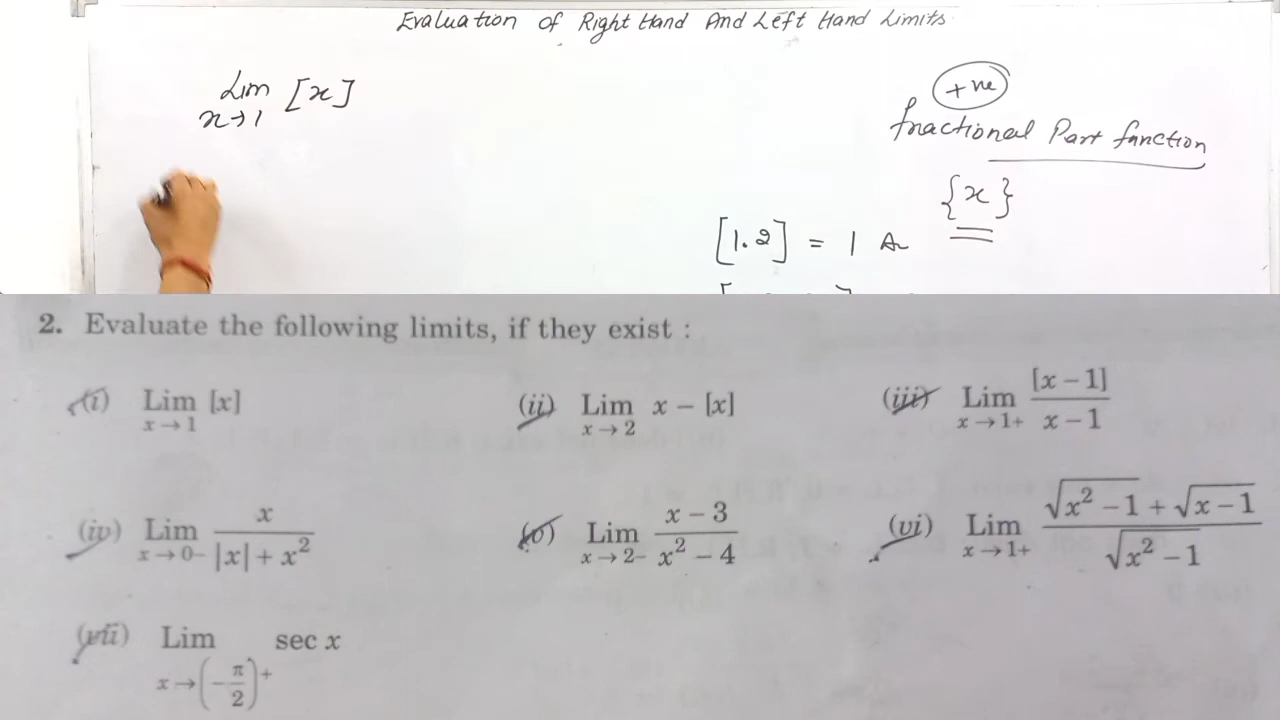 Evaluation of Right Hand And Left Hand Limits
Lim [x]
x→1
+ve
fractional Part function
{x}
[1.2] = 1 A
2. Evaluate the following limits, if they exist :
(i) Lim [x]
x→1
(ii) Lim x – [x]
x→2
(iii) Lim [x – 1] / x – 1
x→1+
(iv) Lim x / |x| + x²
x→0–
(v) Lim x – 3 / x² – 4
x→2–
(vi) Lim √x² – 1 + √x – 1 / √x² – 1
x→1+
(vii) Lim sec x
x→(–π/2)+